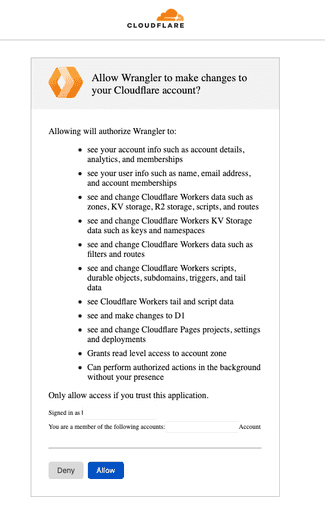 CLOUDFLARE
Allow Wrangler to make changes to
your Cloudflare account?
Allowing will authorize Wrangler to:
see your account info such as account details,
analytics, and memberships
see your user info such as name, email address,
and account memberships
see and change Cloudflare Workers data such as
zones, KV storage, R2 storage, scripts, and routes
see and change Cloudflare Workers KV Storage
data such as keys and namespaces
see and change Cloudflare Workers data such as
filters and routes
see and change Cloudflare Workers scripts,
durable objects, subdomains, triggers, and tail
data
see Cloudflare Workers tail and script data
see and make changes to D1
see and change Cloudflare Pages projects, settings
and deployments
Grants read level access to account zone
Can perform authorized actions in the background
without your presence
Only allow access if you trust this application.
Signed in as
You are a member of the following accounts: Account
Deny Allow